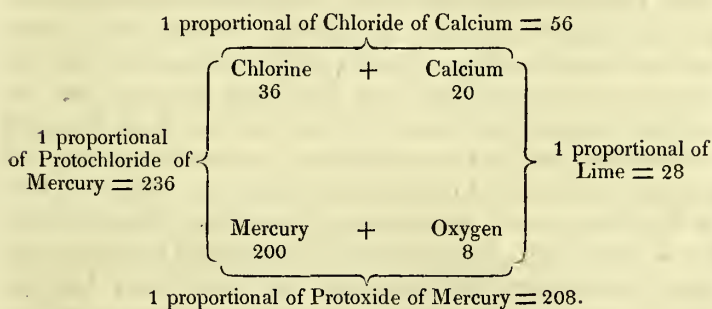 1 proportional of Chloride of Calcium = 56
Chlorine + Calcium
36 20
1 proportional
of Protochloride of
Mercury = 236
1 proportional of
Lime = 28
Mercury + Oxygen
200 8
1 proportional of Protoxide of Mercury = 208.